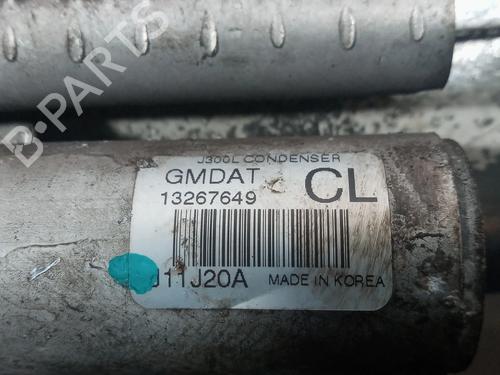 J300L CONDENSER
GMDAT CL
13267649
J11J20A MADE IN KOREA
B-PARTS